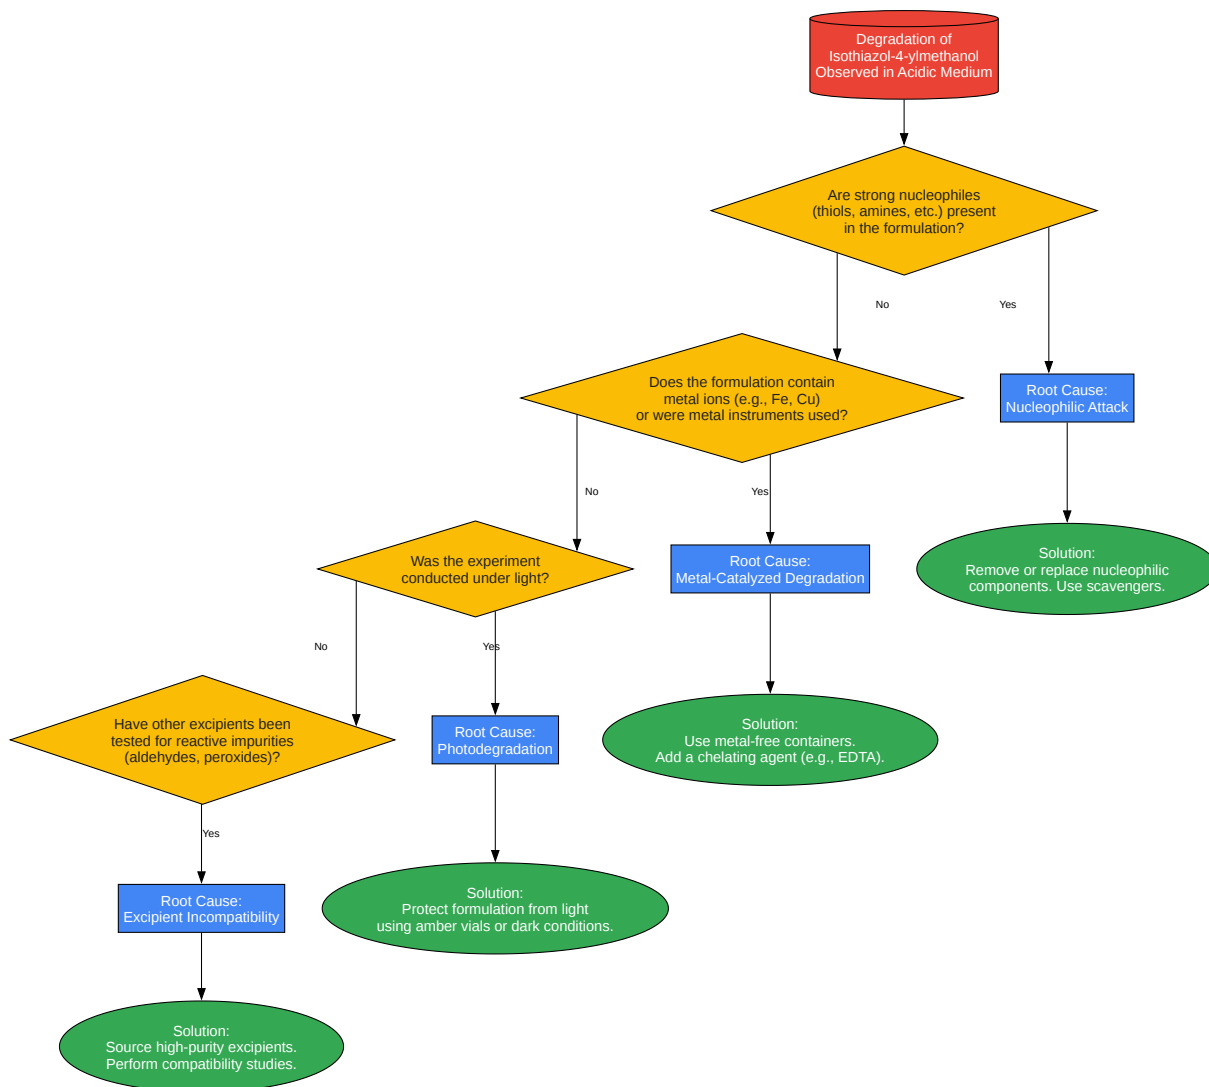 Degradation of
Isothiazol-4-ylmethanol
Observed in Acidic Medium
Are strong nucleophiles
(thiols, amines, etc.) present
in the formulation?
No
Yes
Does the formulation contain
metal ions (e.g., Fe, Cu)
or were metal instruments used?
Root Cause:
Nucleophilic Attack
No
Yes
Was the experiment
conducted under light?
Root Cause:
Metal-Catalyzed Degradation
Solution:
Remove or replace nucleophilic
components. Use scavengers.
No
Yes
Have other excipients been
tested for reactive impurities
(aldehydes, peroxides)?
Root Cause:
Photodegradation
Solution:
Use metal-free containers.
Add a chelating agent (e.g., EDTA).
Yes
Root Cause:
Excipient Incompatibility
Solution:
Protect formulation from light
using amber vials or dark conditions.
Solution:
Source high-purity excipients.
Perform compatibility studies.